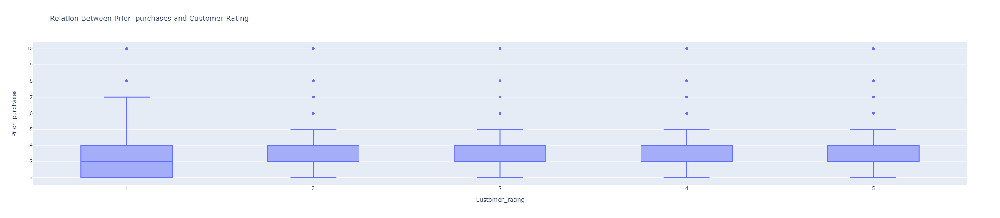 Relation Between Prior_purchases and Customer Rating
10
9
8
7
6
5
4
3
2
Prior_purchases
1 2 3 4 5
Customer_rating